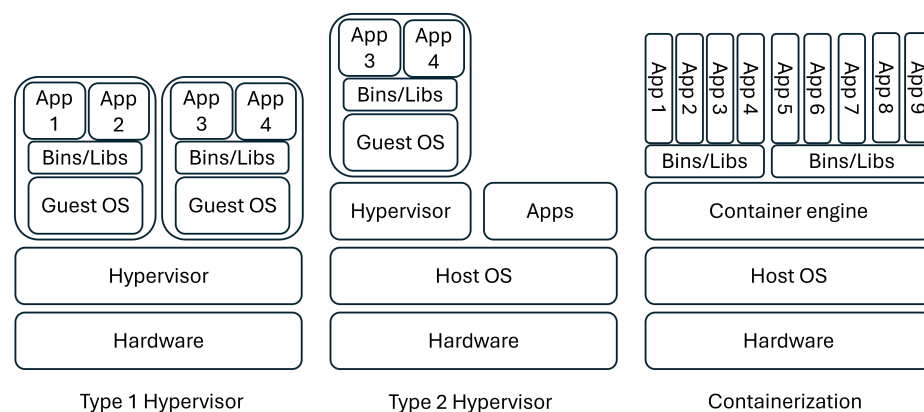 App
1
App
2
Bins/Libs
Guest OS
App
3
App
4
Bins/Libs
Guest OS
Hypervisor
Hardware
Type 1 Hypervisor
App
3
App
4
Bins/Libs
Guest OS
Hypervisor
Apps
Host OS
Hardware
Type 2 Hypervisor
App 1
App 2
App 3
App 4
App 5
App 6
App 7
App 8
App 9
Bins/Libs
Bins/Libs
Container engine
Host OS
Hardware
Containerization